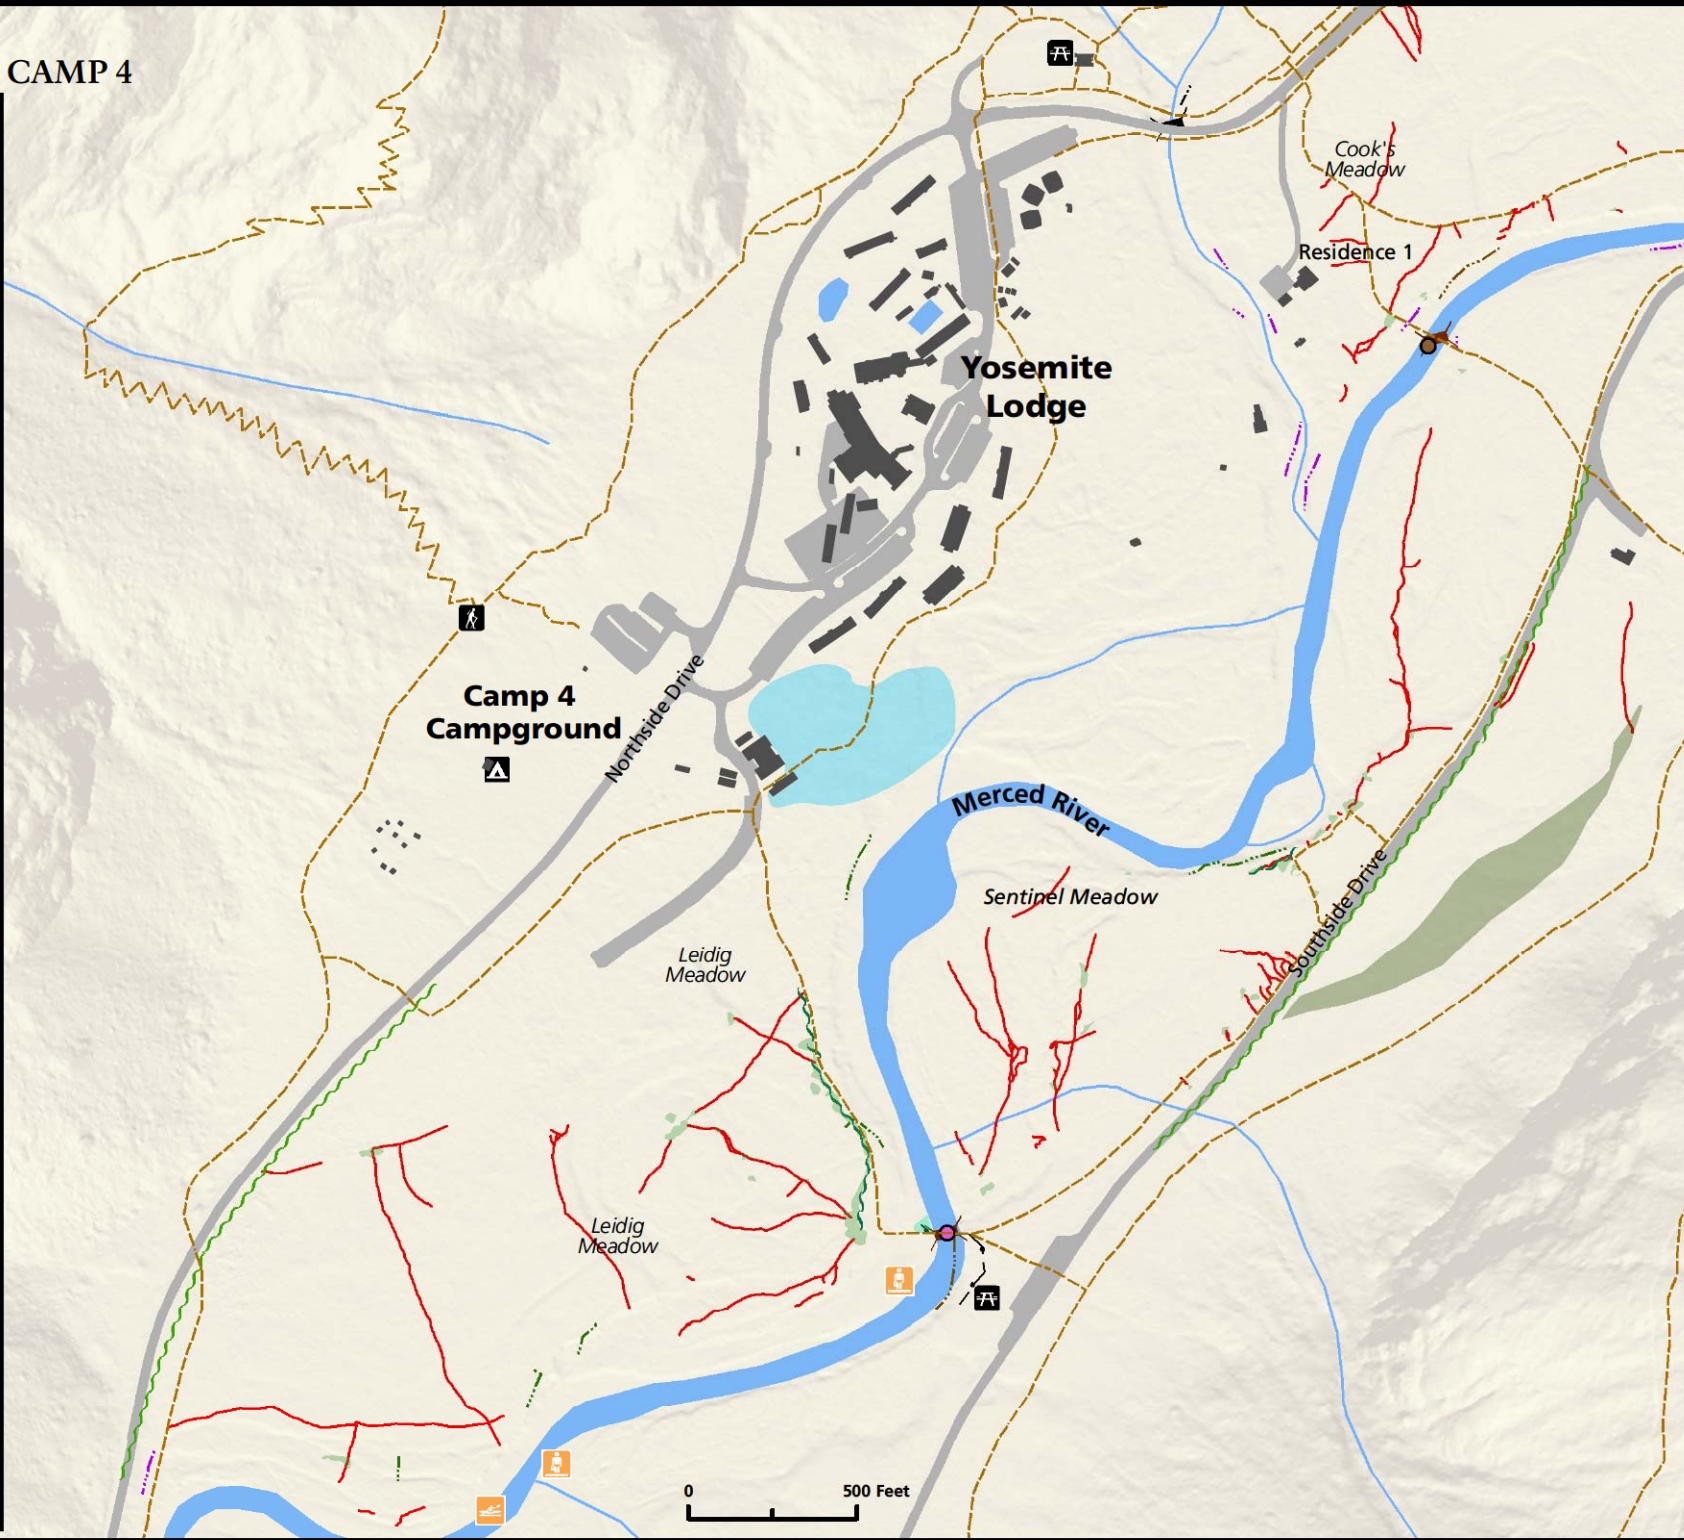 CAMP 4
Cook's
Meadow
Residence 1
Yosemite
Lodge
Camp 4
Campground
Northside Drive
Merced River
Sentinel Meadow
Southside Drive
Leidig
Meadow
Leidig
Meadow
0
500 Feet